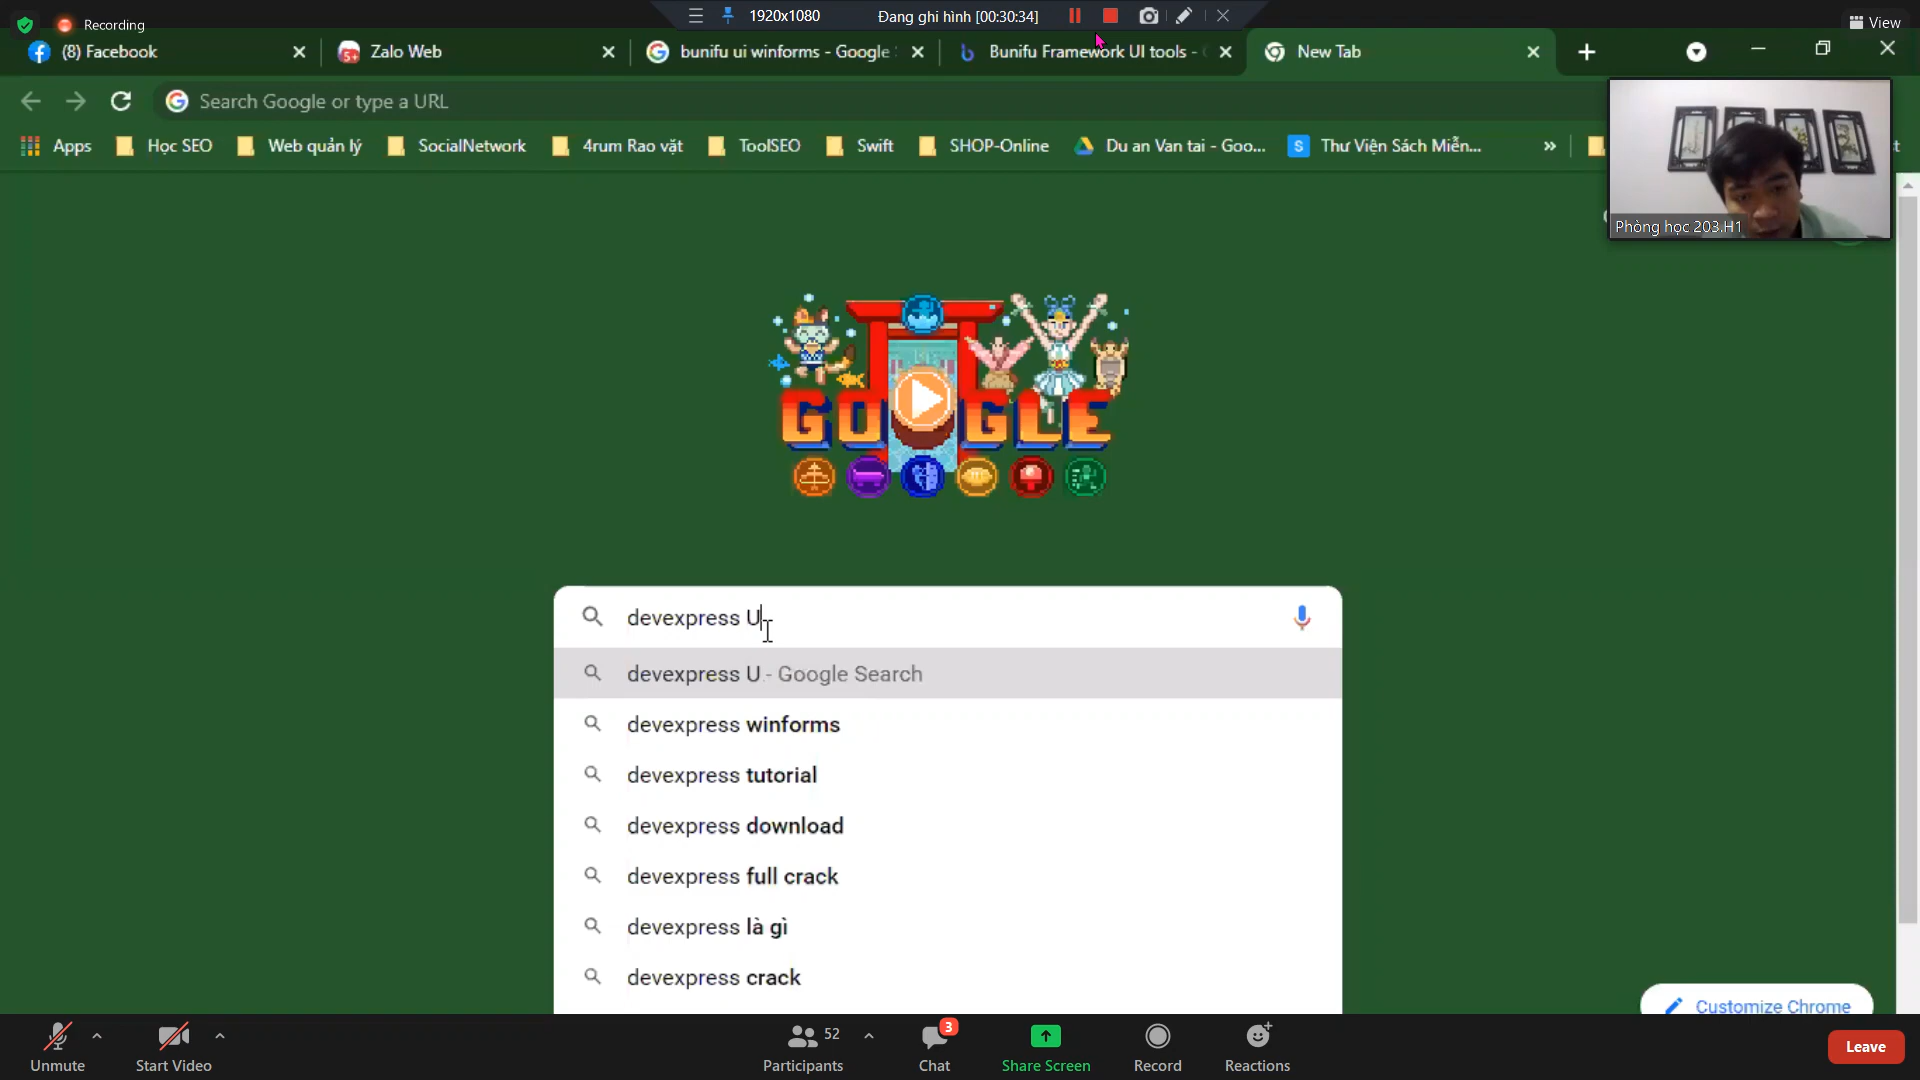 Recording
1920x1080
Đang ghi hình [00:30:34]
View
(8) Facebook
Zalo Web
bunifu ui winforms - Google
Bunifu Framework UI tools -
New Tab
Search Google or type a URL
Apps
Học SEO
Web quản lý
SocialNetwork
4rum Rao vặt
ToolSEO
Swift
SHOP-Online
Du an Van tai - Goo...
Thư Viện Sách Miễn...
Phòng học 203.H1
GOOGLE
devexpress U
devexpress U - Google Search
devexpress winforms
devexpress tutorial
devexpress download
devexpress full crack
devexpress là gì
devexpress crack
Customize Chrome
Unmute
Start Video
52
Participants
3
Chat
Share Screen
Record
Reactions
Leave